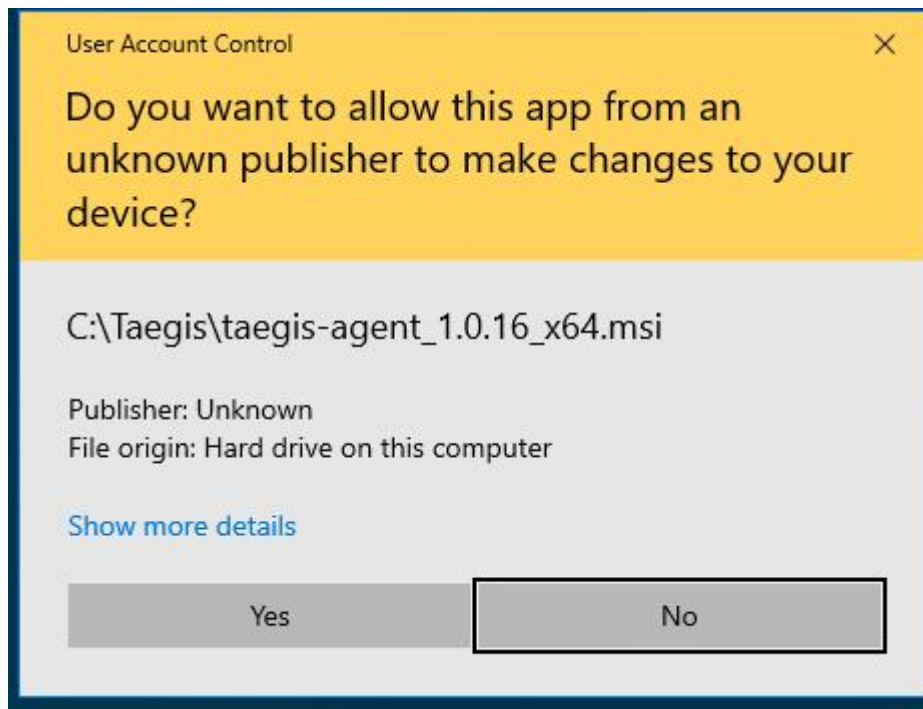 User Account Control
Do you want to allow this app from an
unknown publisher to make changes to your
device?
C:\Taegis\taegis-agent_1.0.16_x64.msi
Publisher: Unknown
File origin: Hard drive on this computer
Show more details
Yes
No